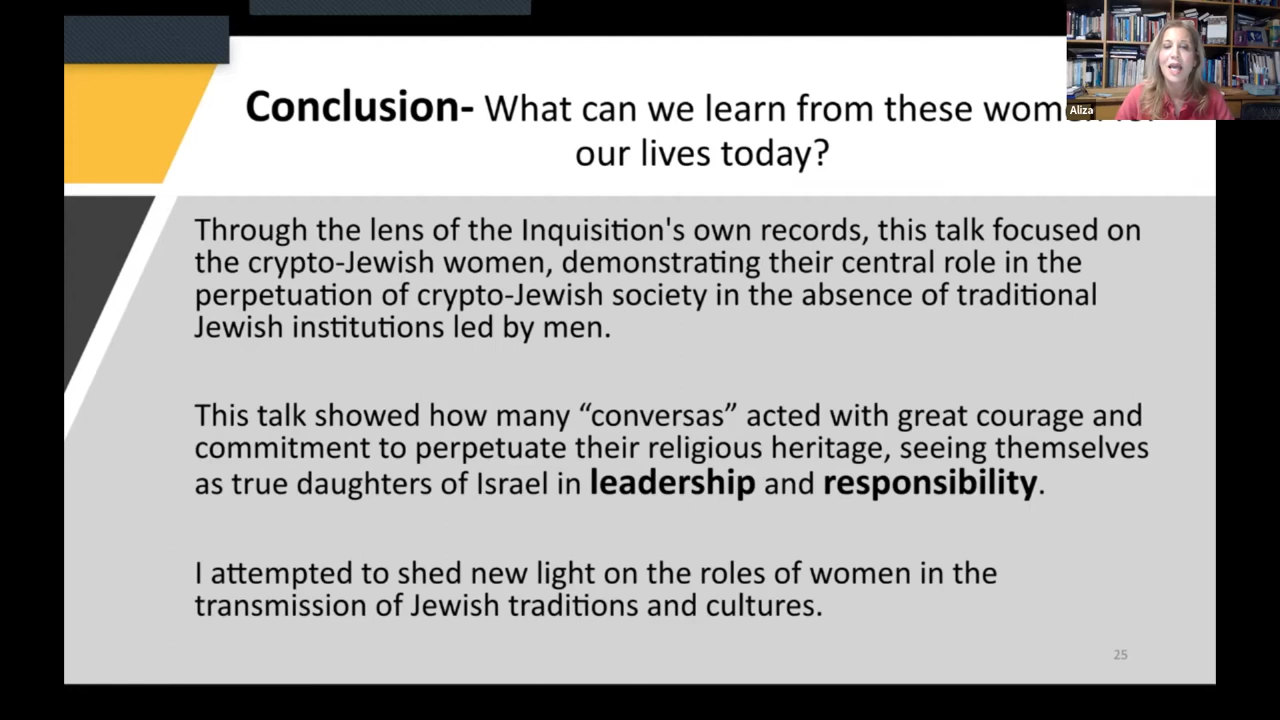 Conclusion- What can we learn from these
our lives today?
Aliza
Through the lens of the Inquisition's own records, this talk focused on
the crypto-Jewish women, demonstrating their central role in the
perpetuation of crypto-Jewish society in the absence of traditional
Jewish institutions led by men.
This talk showed how many “conversas” acted with great courage and
commitment to perpetuate their religious heritage, seeing themselves
as true daughters of Israel in leadership and responsibility.
I attempted to shed new light on the roles of women in the
transmission of Jewish traditions and cultures.
25